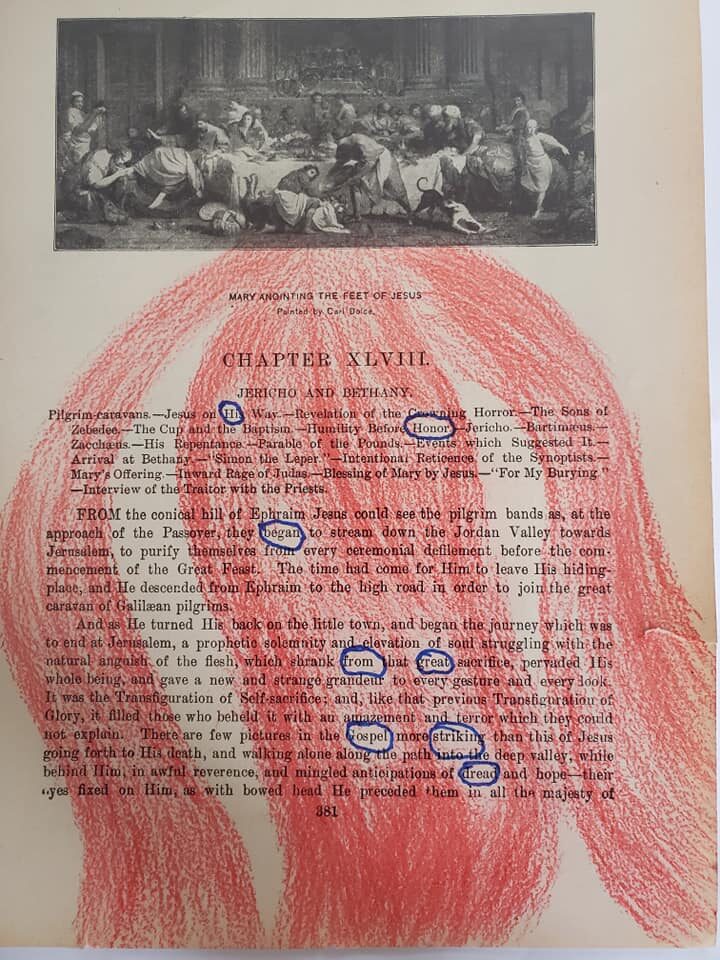 MARY ANOINTING THE FEET OF JESUS
Painted by Carl Dolce.
CHAPTER XLVIII.
JERICHO AND BETHANY.
Pilgrim-caravans.—Jesus on His Way.—Revelation of the Crowning Horror.—The Sons of
Zebedee.—The Cup and the Baptism.—Humility Before Honor.—Jericho.—Bartimæus.—
Zacchæus.—His Repentance.—Parable of the Pounds.—Events which Suggested It.—
Arrival at Bethany.—"Simon the Leper."—Intentional Reticence of the Synoptists.—
Mary's Offering.—Inward Rage of Judas.—Blessing of Mary by Jesus.—"For My Burying"
—Interview of the Traitor with the Priests.
FROM the conical hill of Ephraim Jesus could see the pilgrim bands as, at the
approach of the Passover, they began to stream down the Jordan Valley towards
Jerusalem, to purify themselves from every ceremonial defilement before the com-
mencement of the Great Feast. The time had come for Him to leave His hiding-
place; and He descended from Ephraim to the high road in order to join the great
caravan of Galilæan pilgrims.
And as He turned His back on the little town, and began the journey which was
to end at Jerusalem, a prophetic solemnity and elevation of soul struggling with the
natural anguish of the flesh, which shrank from that great sacrifice, pervaded His
whole being, and gave a new and strange grandeur to every gesture and every look.
It was the Transfiguration of Self-sacrifice; and, like that previous Transfiguration of
Glory, it filled those who beheld it with an amazement and terror which they could
not explain. There are few pictures in the Gospel more striking than this of Jesus
going forth to His death, and walking alone along the path into the deep valley, while
behind Him, in awful reverence, and mingled anticipations of dread and hope—their
eyes fixed on Him, as with bowed head He preceded them in all the majesty of
381